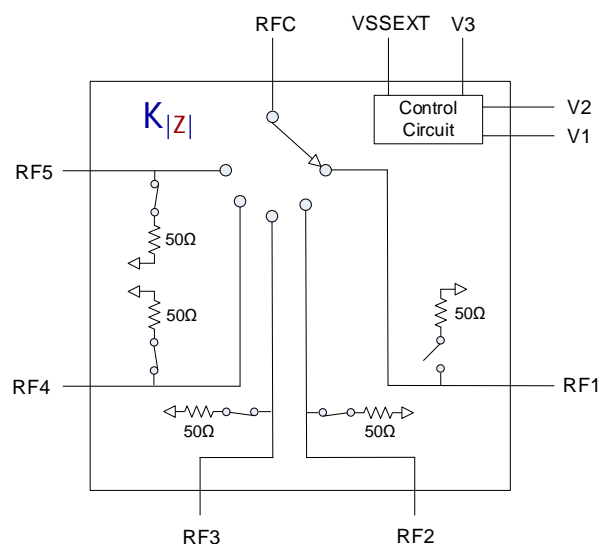 RFC
VSSEXT
V3
K|Z|
Control
Circuit
V2
V1
RF5
50Ω
50Ω
50Ω
RF4
RF1
50Ω
50Ω
RF3
RF2